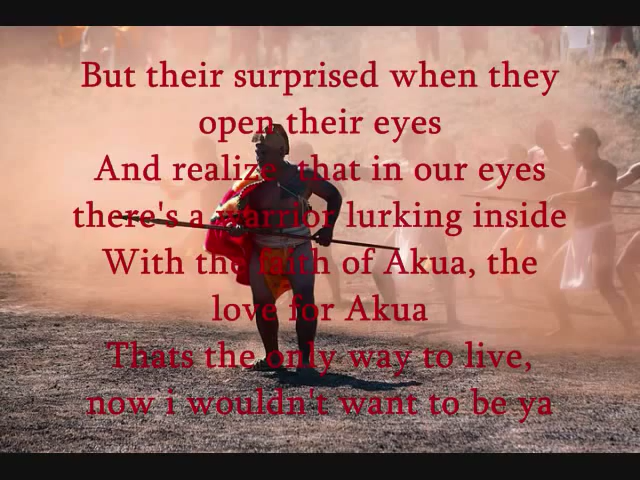 But their surprised when they
open their eyes
And realize that in our eyes
there's a warrior lurking inside
With the faith of Akua, the
love for Akua
Thats the only way to live,
now i wouldn't want to be ya